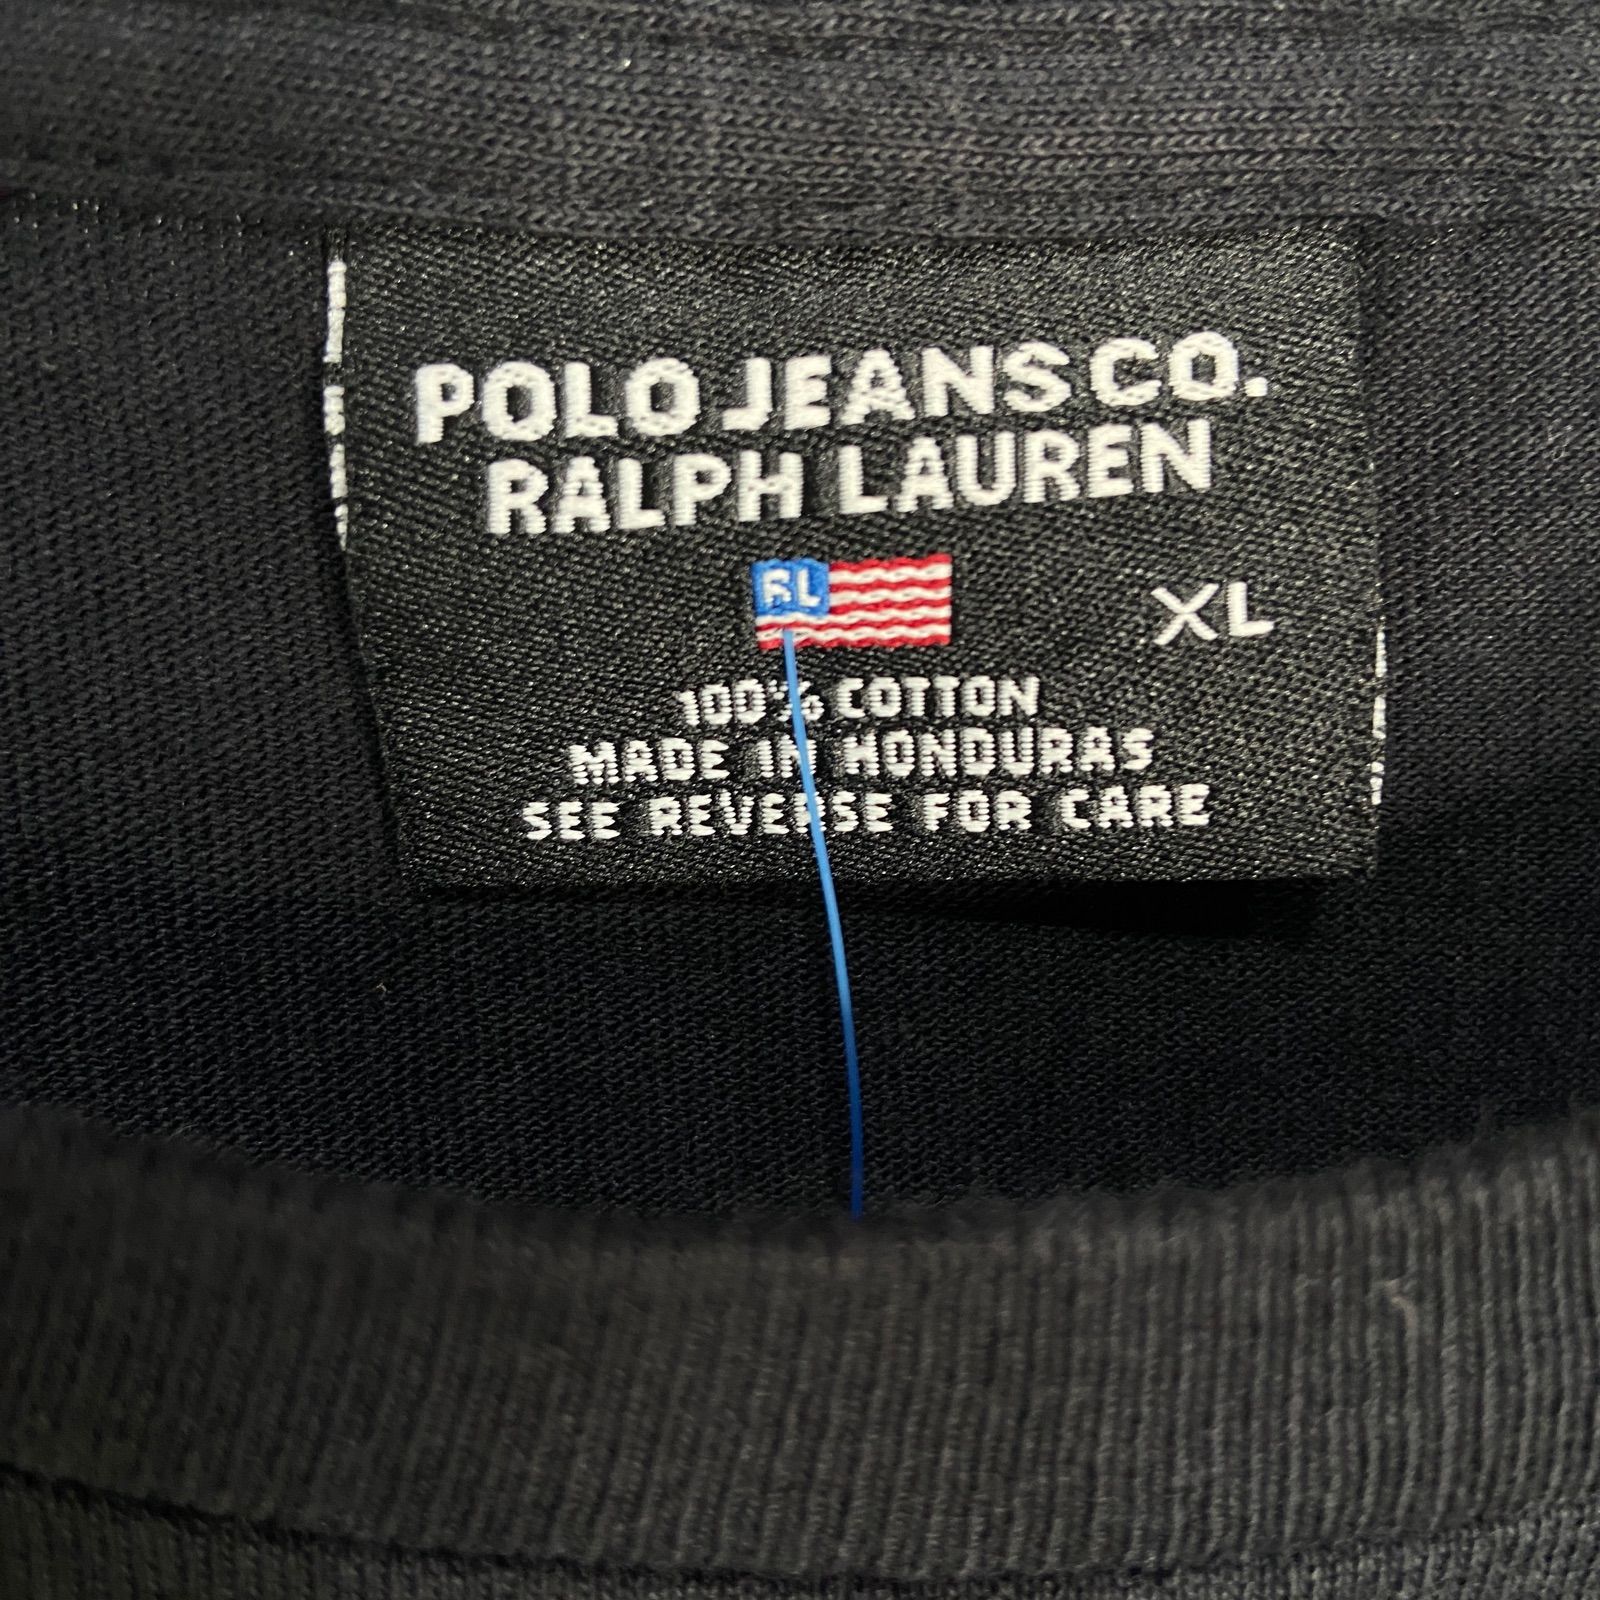 POLO JEANS CO.
RALPH LAUREN
RL
XL
100% COTTON
MADE IN HONDURAS
SEE REVERSE FOR CARE